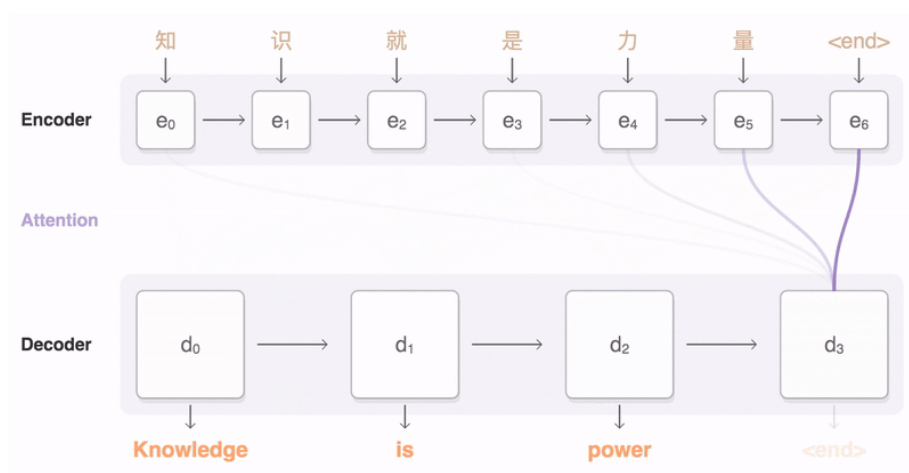 知 识 就 是 力 量 <end>
Encoder e₀ e₁ e₂ e₃ e₄ e₅ e₆
Attention
Decoder d₀ d₁ d₂ d₃
Knowledge is power <end>